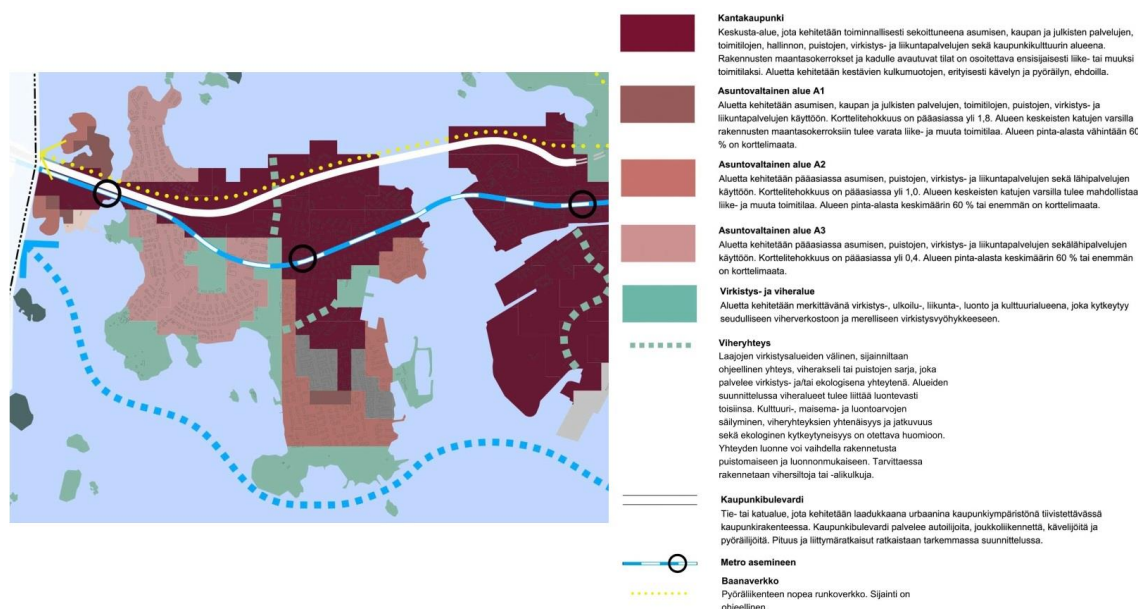 Kantakaupunki
Keskusta-alue, jota kehitetään toiminnallisesti sekoittuneena asumisen, kaupan ja julkisten palvelujen,
toimitilojen, hallinnon, puistojen, virkistys- ja liikuntapalvelujen sekä kaupunkikulttuurin alueena.
Rakennusten maantasokerrokset ja kadulle avautuvat tilat on osoitettava ensisijaisesti liike- tai muuksi
toimitilaksi. Aluetta kehitetään kestävien kulkumuotojen, erityisesti kävelyn ja pyöräilyn, ehdoilla.
Asuntovaltainen alue A1
Aluetta kehitetään asumisen, kaupan ja julkisten palvelujen, toimitilojen, puistojen, virkistys- ja
liikuntapalvelujen käyttöön. Korttelitehokkuus on pääasiassa yli 1,8. Alueen keskeisten katujen varsilla
rakennusten maantasokerroksiin tulee varata liike- ja muuta toimitilaa. Alueen pinta-alasta vähintään 60
% on korttelimaata.
Asuntovaltainen alue A2
Aluetta kehitetään pääasiassa asumisen, puistojen, virkistys- ja liikuntapalvelujen sekä lähipalvelujen
käyttöön. Korttelitehokkuus on pääasiassa yli 1,0. Alueen keskeisten katujen varsilla tulee mahdollistaa
liike- ja muuta toimitilaa. Alueen pinta-alasta keskimäärin 60 % tai enemmän on korttelimaata.
Asuntovaltainen alue A3
Aluetta kehitetään pääasiassa asumisen, puistojen, virkistys- ja liikuntapalvelujen sekälähipalvelujen
käyttöön. Korttelitehokkuus on pääasiassa yli 0,4. Alueen pinta-alasta keskimäärin 60 % tai enemmän
on korttelimaata.
Virkistys- ja viheralue
Aluetta kehitetään merkittävänä virkistys-, ulkoilu-, liikunta-, luonto ja kulttuurialueena, joka kytkeytyy
seudulliseen viherverkostoon ja merelliseen virkistysvyöhykkeeseen.
Viheryhteys
Laajojen virkistysalueiden välinen, sijainniltaan
ohjeellinen yhteys, viherakseli tai puistojen sarja, joka
palvelee virkistys- ja/tai ekologisena yhteytenä. Alueiden
suunnittelussa viheralueet tulee liittää luontevasti
toisiinsa. Kulttuuri-, maisema- ja luontoarvojen
säilyminen, viheryhteyksien yhtenäisyys ja jatkuvuus
sekä ekologinen kytkeytyneisyys on otettava huomioon.
Yhteyden luonne voi vaihdella rakennetusta
puistomaiseen ja luonnonmukaiseen. Tarvittaessa
rakennetaan vihersiltoja tai -alikulkuja.
Kaupunkibulevardi
Tie- tai katualue, jota kehitetään laadukkaana urbaanina kaupunkiympäristönä tiivistettävässä
kaupunkirakenteessa. Kaupunkibulevardi palvelee autoilijoita, joukkoliikennettä, kävelijöitä ja
pyöräilijöitä. Pituus ja liittymäratkaisut ratkaistaan tarkemmassa suunnittelussa.
Metro asemineen
Baanaverkko
Pyöräliikenteen nopea runkoverkko. Sijainti on
ohjeellinen